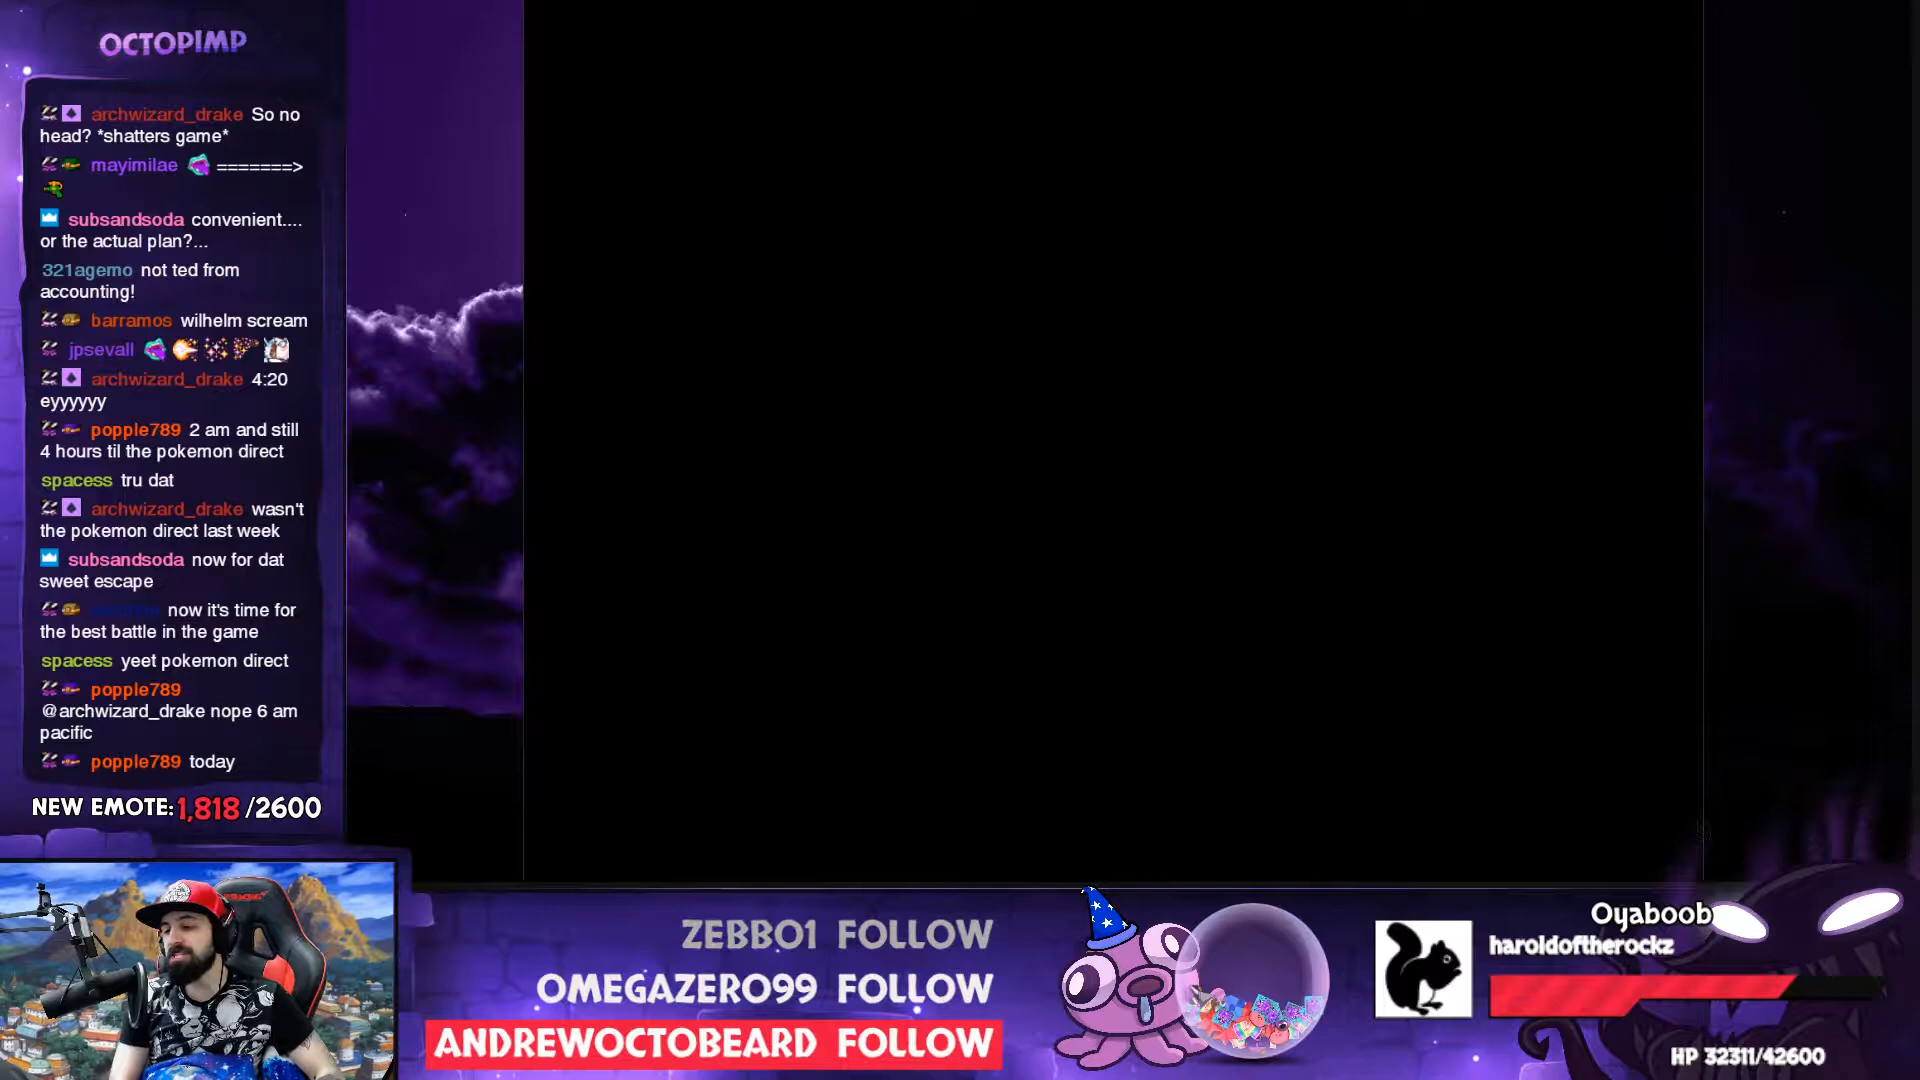 OCTOPIMP
archwizard_drake So no
head? *shatters game*
mayimilae =======>
subsandsoda convenient....
or the actual plan?...
321agemo not ted from
accounting!
barramos wilhelm scream
jpsevall
archwizard_drake 4:20
eyyyyyy
popple789 2 am and still
4 hours til the pokemon direct
spacess tru dat
archwizard_drake wasn't
the pokemon direct last week
subsandsoda now for dat
sweet escape
now it's time for
the best battle in the game
spacess yeet pokemon direct
popple789
@archwizard_drake nope 6 am
pacific
popple789 today
NEW EMOTE: 1,818 /2600
ZEBBO1 FOLLOW
OMEGAZERO99 FOLLOW
ANDREWOCTOBEARD FOLLOW
Oyaboob
haroldoftherockz
HP 32311/42600